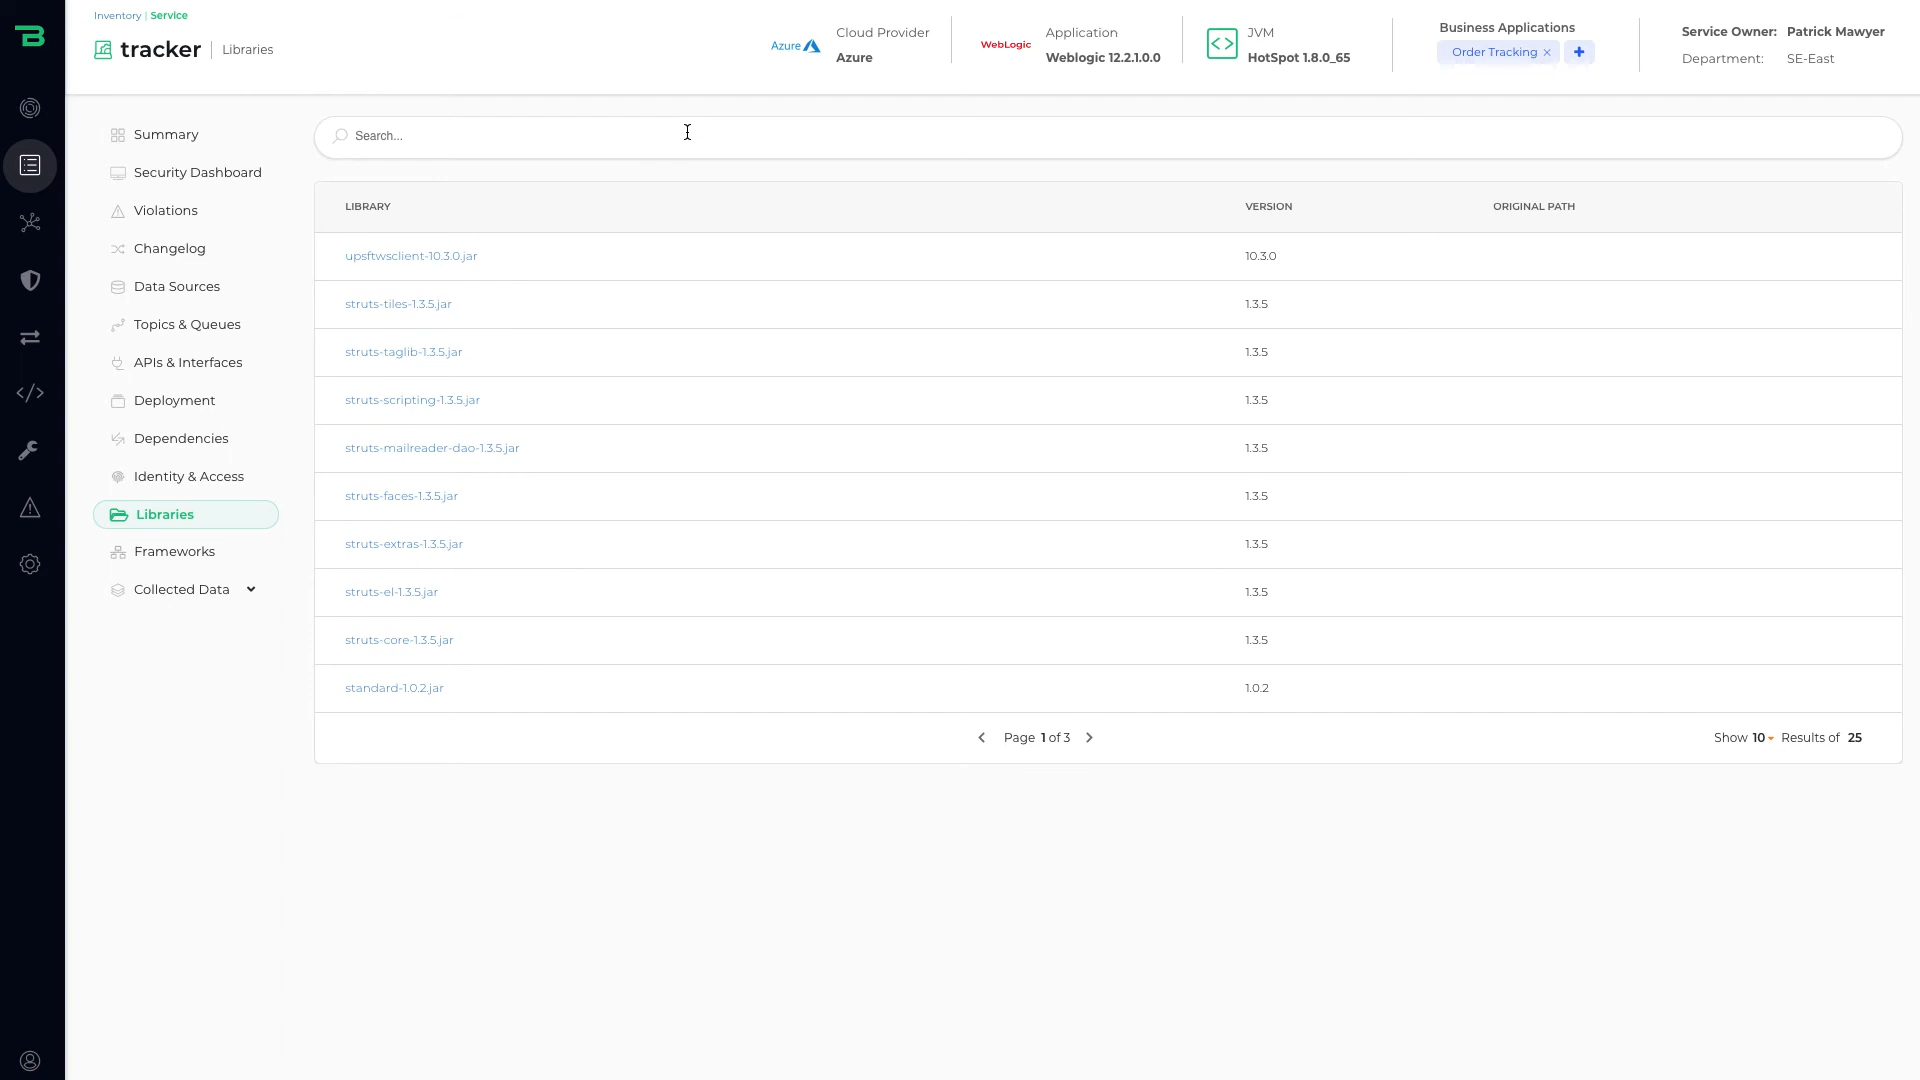 Inventory | Service
tracker | Libraries
Azure
Cloud Provider
Azure
WebLogic
Application
Weblogic 12.2.1.0.0
JVM
HotSpot 1.8.0_65
Business Applications
Order Tracking × +
Service Owner: Patrick Mawyer
Department: SE-East
Summary
Security Dashboard
Violations
Changelog
Data Sources
Topics & Queues
APIs & Interfaces
Deployment
Dependencies
Identity & Access
Libraries
Frameworks
Collected Data
Search...
LIBRARY VERSION ORIGINAL PATH
upsftwsclient-10.3.0.jar 10.3.0
struts-tiles-1.3.5.jar 1.3.5
struts-taglib-1.3.5.jar 1.3.5
struts-scripting-1.3.5.jar 1.3.5
struts-mailreader-dao-1.3.5.jar 1.3.5
struts-faces-1.3.5.jar 1.3.5
struts-extras-1.3.5.jar 1.3.5
struts-el-1.3.5.jar 1.3.5
struts-core-1.3.5.jar 1.3.5
standard-1.0.2.jar 1.0.2
Page 1 of 3
Show 10 Results of 25